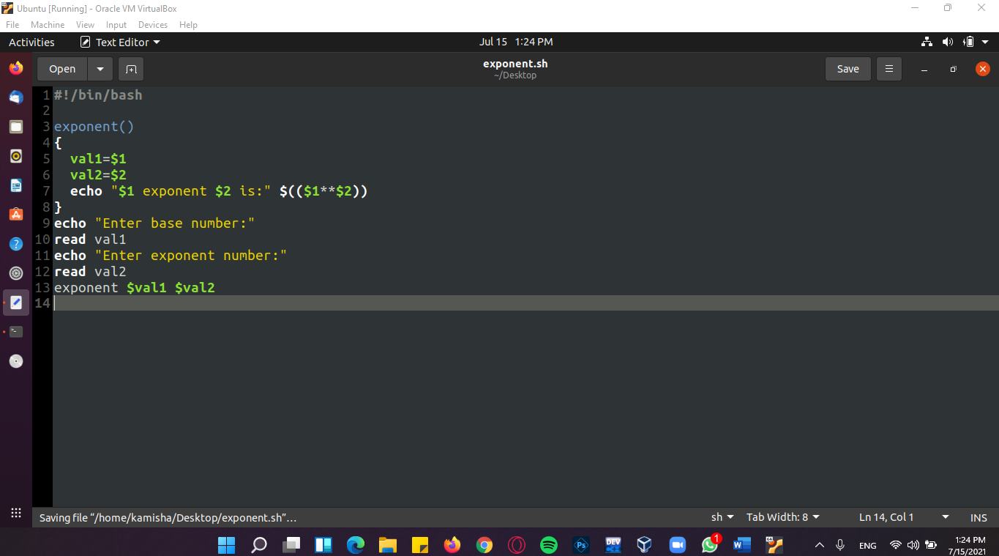 Ubuntu [Running] - Oracle VM VirtualBox
File Machine View Input Devices Help
Activities Text Editor Jul 15 1:24 PM
Open exponent.sh Save
~/Desktop
1 #!/bin/bash
2
3 exponent()
4 {
5 val1=$1
6 val2=$2
7 echo "$1 exponent $2 is:" $(($1**$2))
8 }
9 echo "Enter base number:"
10 read val1
11 echo "Enter exponent number:"
12 read val2
13 exponent $val1 $val2
14
Saving file “/home/kamisha/Desktop/exponent.sh”… sh Tab Width: 8 Ln 14, Col 1 INS
Ps DEV 1 W 64 ENG 1:24 PM
7/15/2021